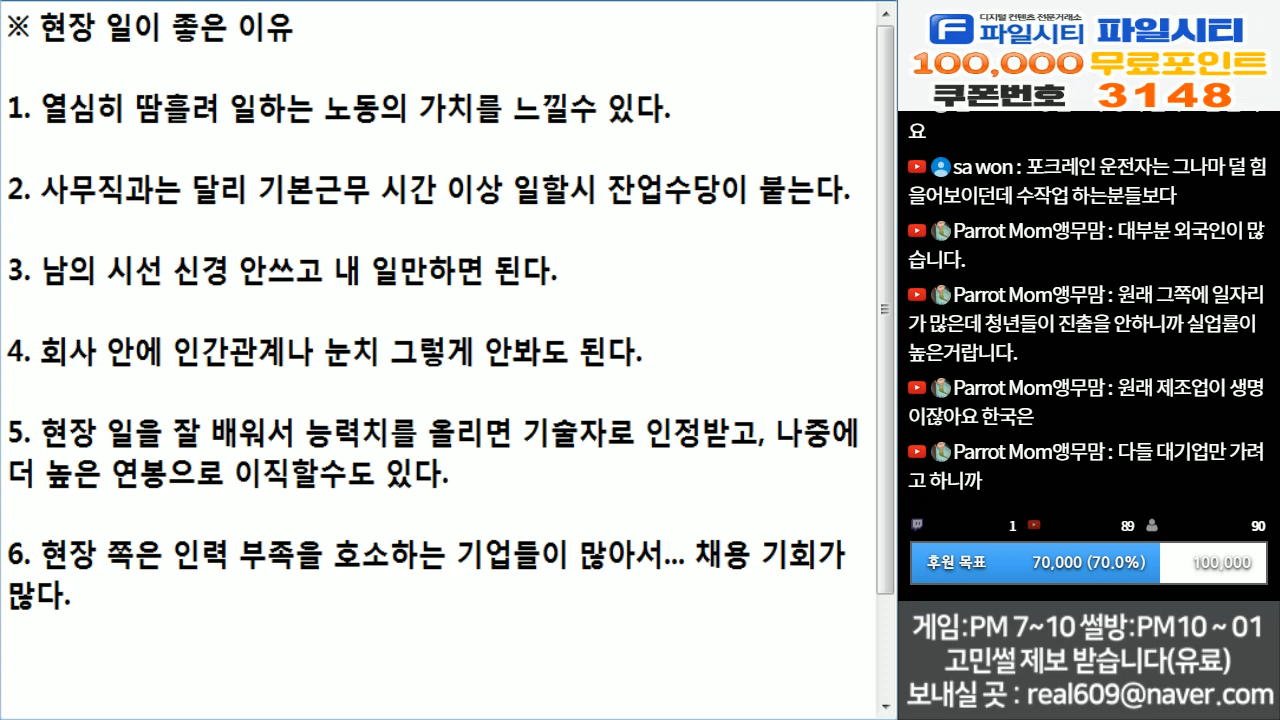 ※ 현장 일이 좋은 이유
1. 열심히 땀흘려 일하는 노동의 가치를 느낄수 있다.
2. 사무직과는 달리 기본근무 시간 이상 일할시 잔업수당이 붙는다.
3. 남의 시선 신경 안쓰고 내 일만하면 된다.
4. 회사 안에 인간관계나 눈치 그렇게 안봐도 된다.
5. 현장 일을 잘 배워서 능력치를 올리면 기술자로 인정받고, 나중에
더 높은 연봉으로 이직할수도 있다.
6. 현장 쪽은 인력 부족을 호소하는 기업들이 많아서... 채용 기회가
많다.
디지털 컨텐츠 전문거래소
F 파일시티 파일시티
100,000 무료포인트
쿠폰번호 3148
요
sa won : 포크레인 운전자는 그나마 덜 힘
들어보이던데 수작업 하는분들보다
Parrot Mom앵무맘 : 대부분 외국인이 많
습니다.
Parrot Mom앵무맘 : 원래 그쪽에 일자리
가 많은데 청년들이 진출을 안하니까 실업률이
높은거랍니다.
Parrot Mom앵무맘 : 원래 제조업이 생명
이잖아요 한국은
Parrot Mom앵무맘 : 다들 대기업만 가려
고 하니까
1 89 90
후원 목표 70,000 (70.0%) 100,000
게임:PM 7~10 썰방:PM10 ~ 01
고민썰 제보 받습니다(유료)
보내실 곳 : real609@naver.com